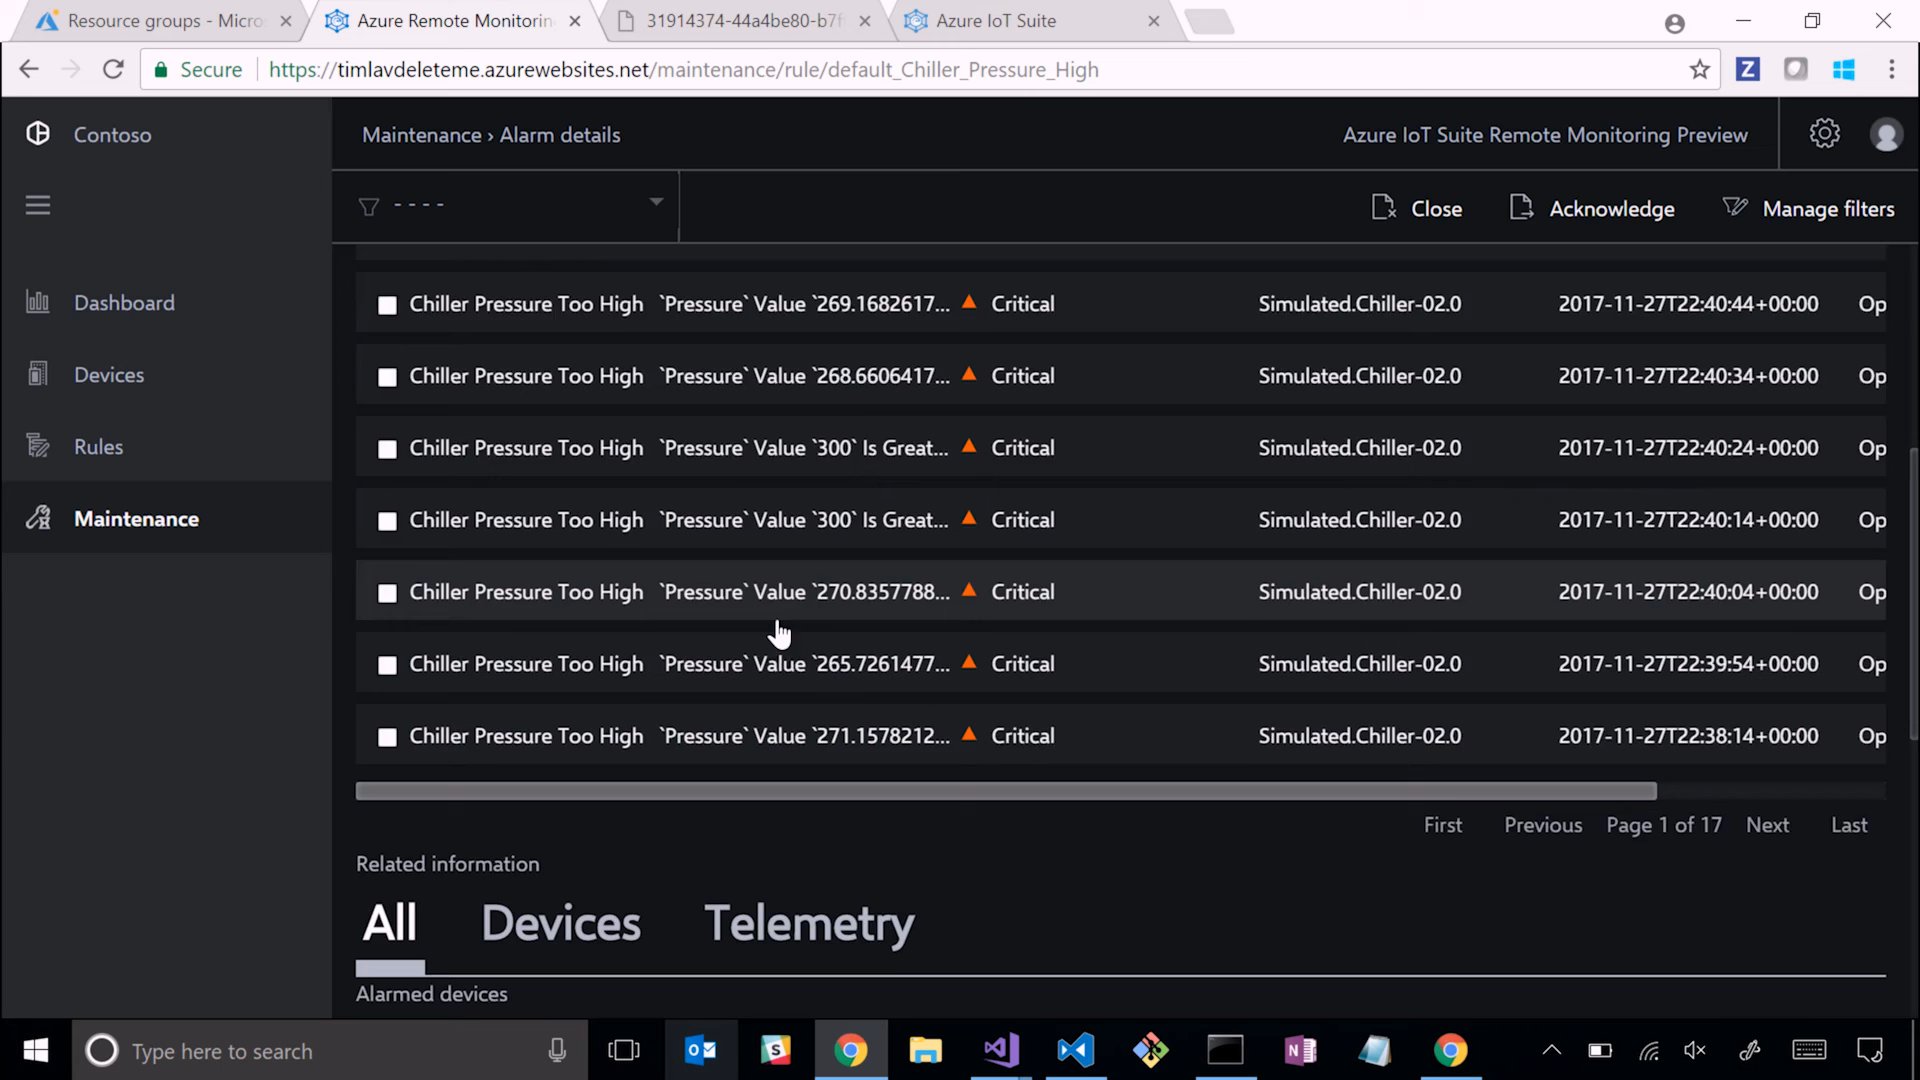 Resource groups - Micro
Azure Remote Monitorin
31914374-44a4be80-b7f
Azure IoT Suite
Secure
https://timlavdeleteme.azurewebsites.net/maintenance/rule/default_Chiller_Pressure_High
Contoso
Maintenance › Alarm details
Azure IoT Suite Remote Monitoring Preview
- - - -
Close
Acknowledge
Manage filters
Dashboard
Devices
Rules
Maintenance
Chiller Pressure Too High `Pressure` Value `269.1682617... Critical Simulated.Chiller-02.0 2017-11-27T22:40:44+00:00 Op
Chiller Pressure Too High `Pressure` Value `268.6606417... Critical Simulated.Chiller-02.0 2017-11-27T22:40:34+00:00 Op
Chiller Pressure Too High `Pressure` Value `300` Is Great... Critical Simulated.Chiller-02.0 2017-11-27T22:40:24+00:00 Op
Chiller Pressure Too High `Pressure` Value `300` Is Great... Critical Simulated.Chiller-02.0 2017-11-27T22:40:14+00:00 Op
Chiller Pressure Too High `Pressure` Value `270.8357788... Critical Simulated.Chiller-02.0 2017-11-27T22:40:04+00:00 Op
Chiller Pressure Too High `Pressure` Value `265.7261477... Critical Simulated.Chiller-02.0 2017-11-27T22:39:54+00:00 Op
Chiller Pressure Too High `Pressure` Value `271.1578212... Critical Simulated.Chiller-02.0 2017-11-27T22:38:14+00:00 Op
First Previous Page 1 of 17 Next Last
Related information
All Devices Telemetry
Alarmed devices
Type here to search